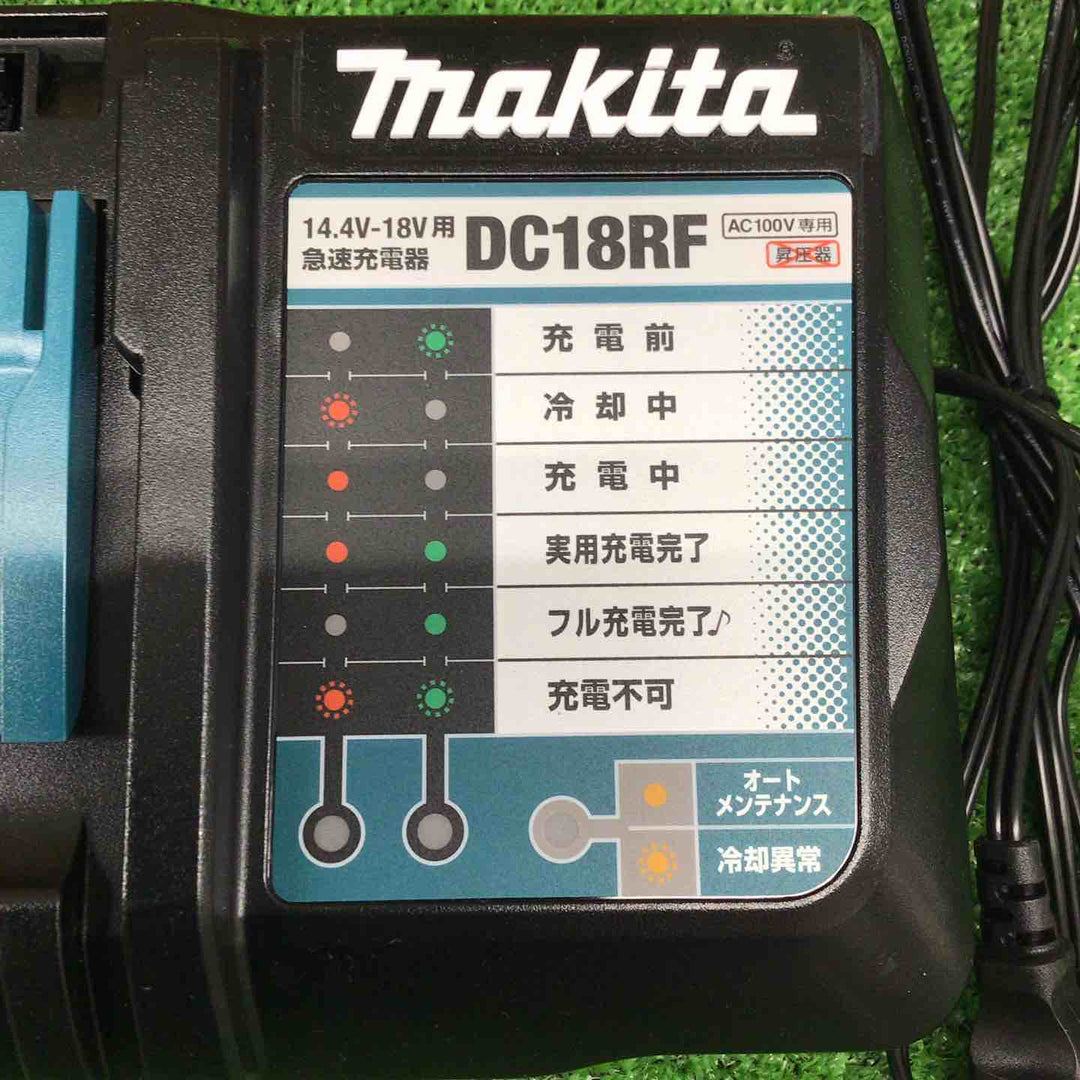 makita
14.4V-18V用
急速充電器
DC18RF
AC100V専用
昇圧器
充電前
冷却中
充電中
実用充電完了
フル充電完了♪
充電不可
オート
メンテナンス
冷却異常